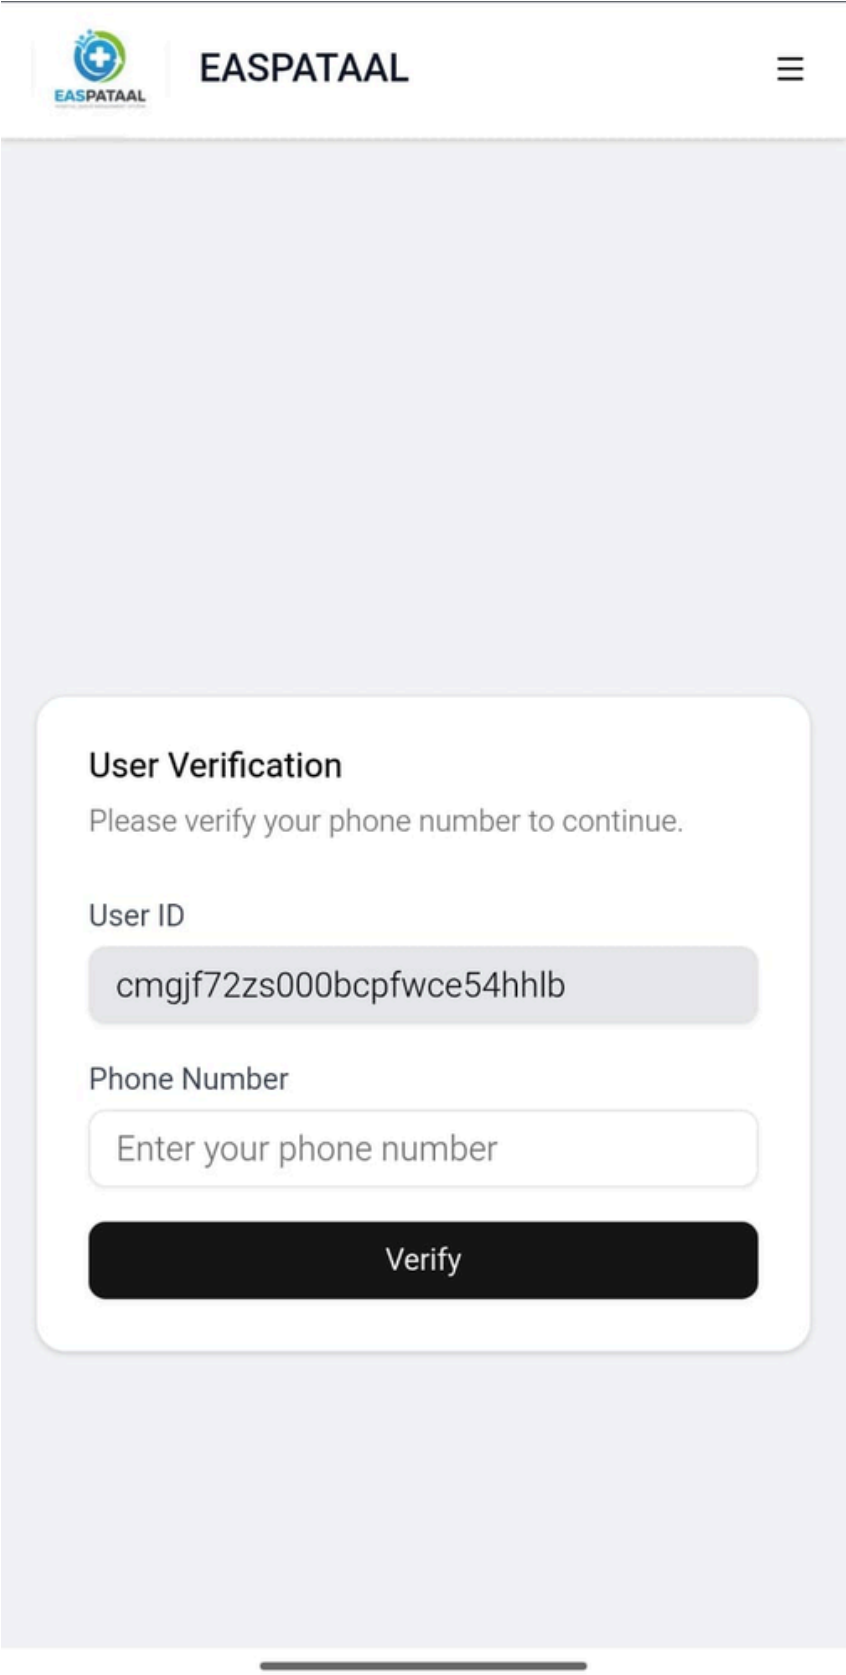 EASPATAAL
EASPATAAL
User Verification
Please verify your phone number to continue.
User ID
cmgjf72zs000bcpfwce54hhlb
Phone Number
Enter your phone number
Verify